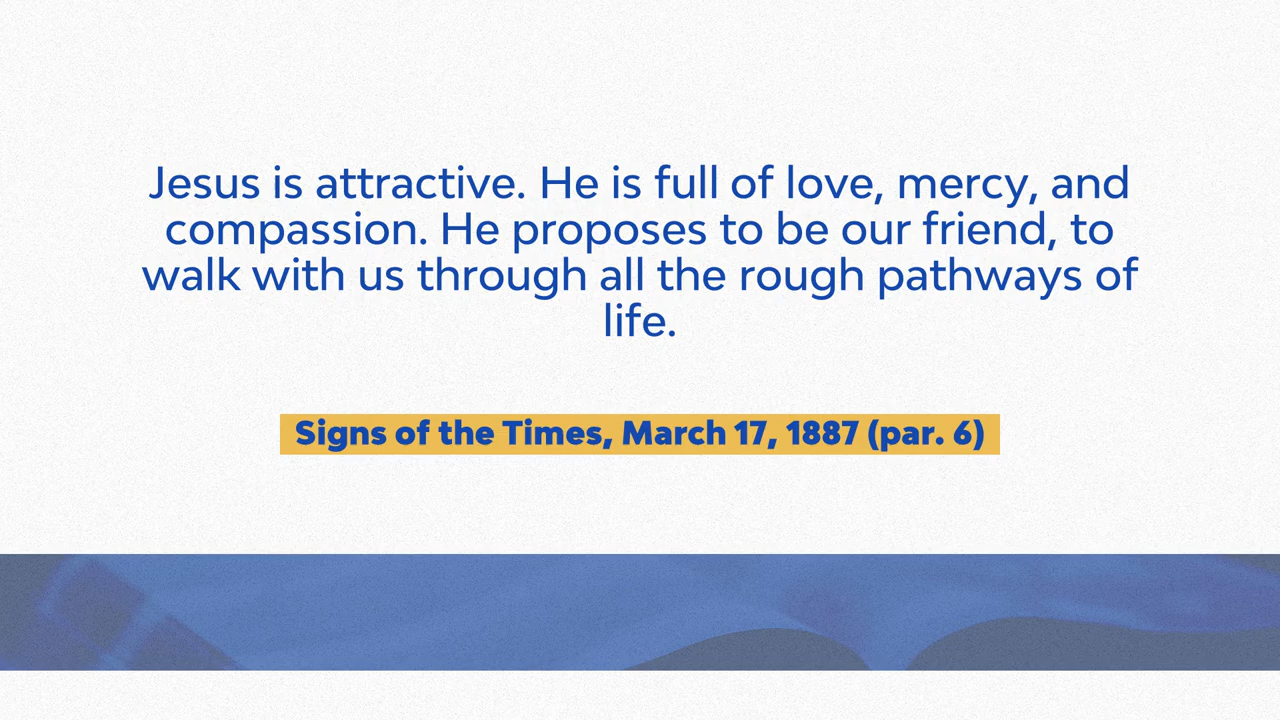 Jesus is attractive. He is full of love, mercy, and
compassion. He proposes to be our friend, to
walk with us through all the rough pathways of
life.
Signs of the Times, March 17, 1887 (par. 6)